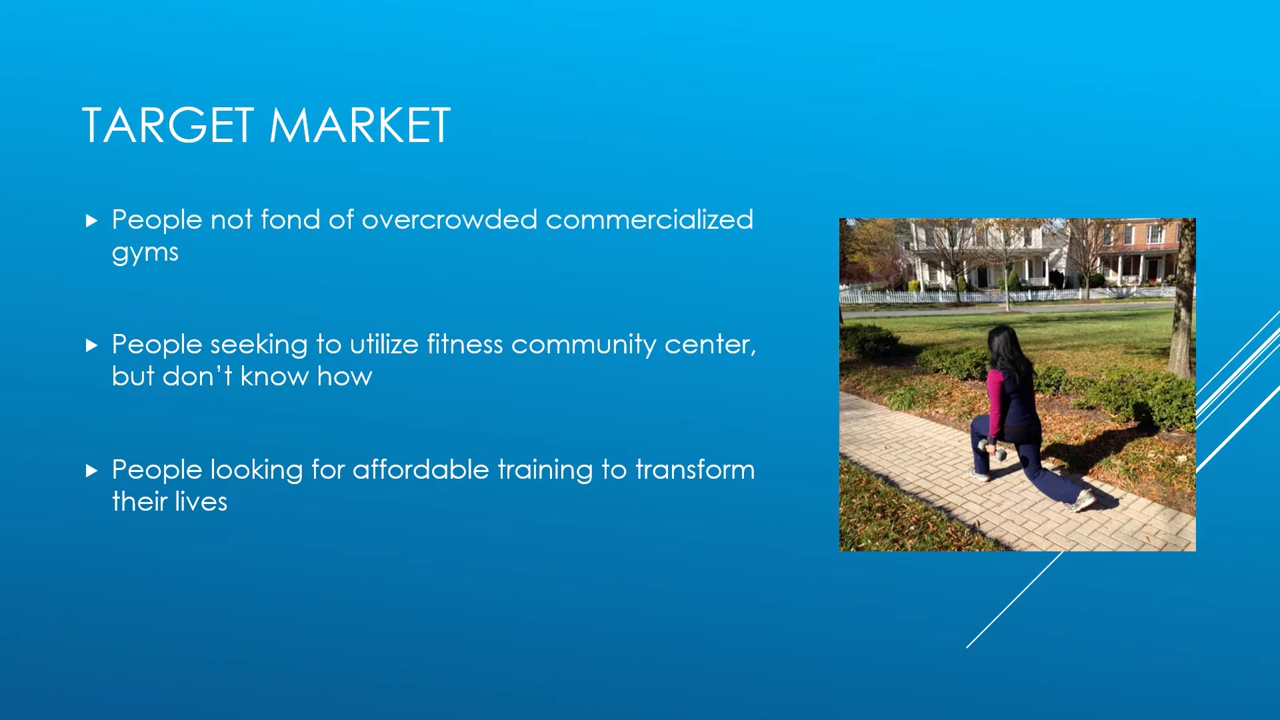 TARGET MARKET
People not fond of overcrowded commercialized
gyms
People seeking to utilize fitness community center,
but don’t know how
People looking for affordable training to transform
their lives